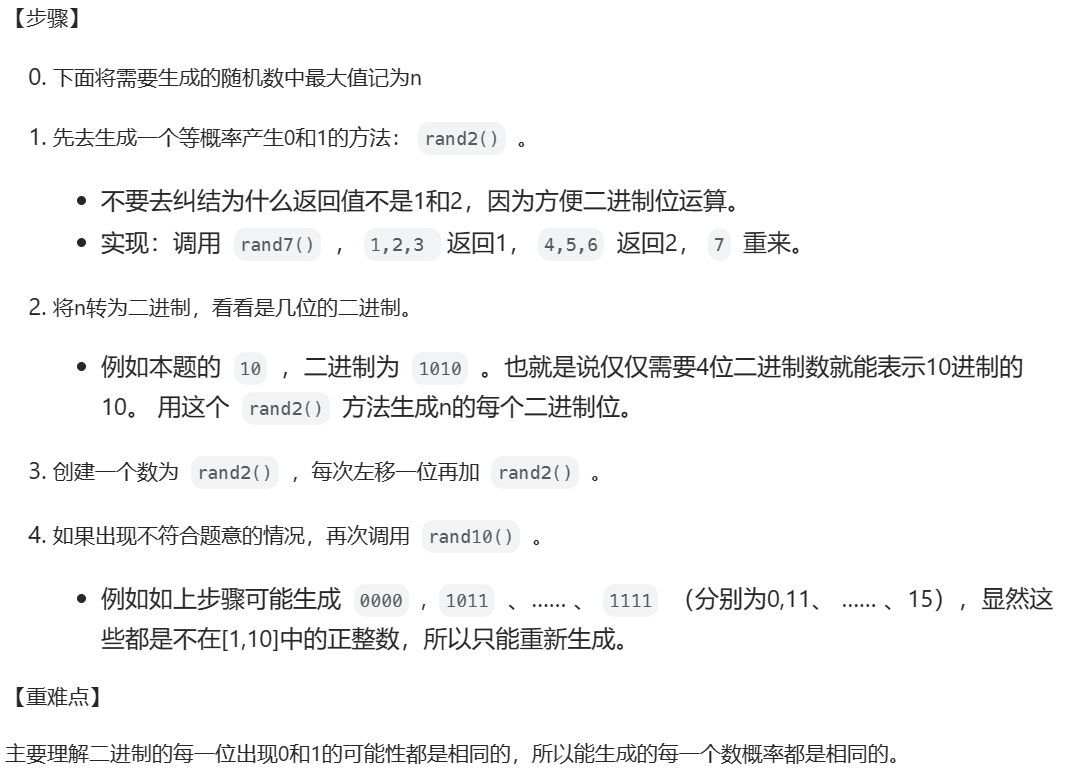 【步骤】
0. 下面将需要生成的随机数中最大值记为n
1. 先去生成一个等概率产生0和1的方法： rand2() 。
• 不要去纠结为什么返回值不是1和2，因为方便二进制位运算。
• 实现：调用 rand7() ， 1,2,3 返回1， 4,5,6 返回2， 7 重来。
2. 将n转为二进制，看看是几位的二进制。
• 例如本题的 10 ，二进制为 1010 。也就是说仅仅需要4位二进制数就能表示10进制的
10。 用这个 rand2() 方法生成n的每个二进制位。
3. 创建一个数为 rand2() ，每次左移一位再加 rand2() 。
4. 如果出现不符合题意的情况，再次调用 rand10() 。
• 例如如上步骤可能生成 0000 ，1011 、…… 、 1111 （分别为0,11、 …… 、15），显然这
些都是不在[1,10]中的正整数，所以只能重新生成。
【重难点】
主要理解二进制的每一位出现0和1的可能性都是相同的，所以能生成的每一个数概率都是相同的。